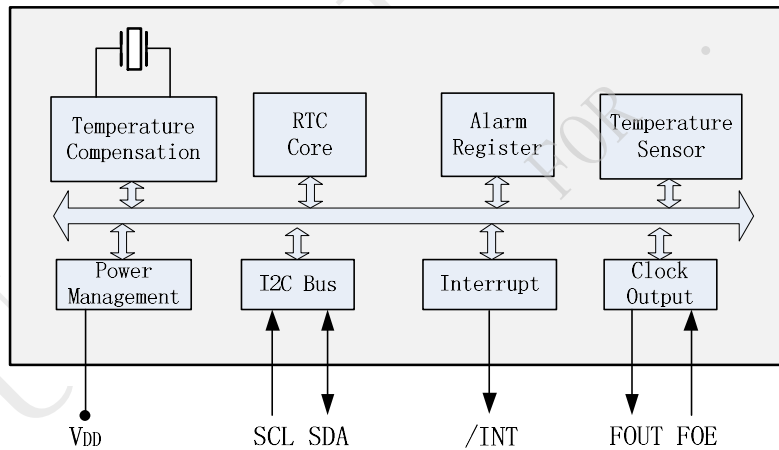 Temperature
Compensation
RTC
Core
Alarm
Register
Temperature
Sensor
FOR
Power
Management
I2C Bus
Interrupt
Clock
Output
VDD
SCL SDA
/INT
FOUT FOE